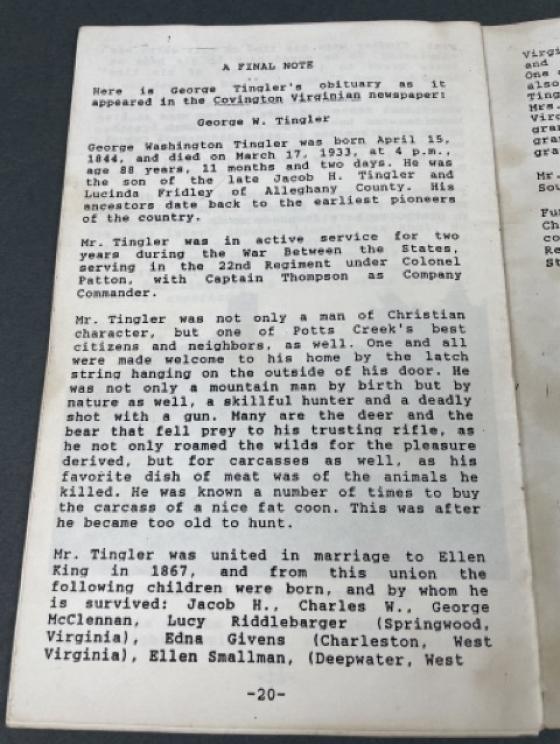 A FINAL NOTE
Here is George Tingler's obituary as it
appeared in the Covington Virginian newspaper:
George W. Tingler
George Washington Tingler was born April 15,
1844, and died on March 17, 1933, at 4 p.m.,
age 88 years, 11 months and two days. He was
the son of the late Jacob H. Tingler and
Lucinda Fridley of Alleghany County. His
ancestors date back to the earliest pioneers
of the country.
Mr. Tingler was in active service for two
years during the War Between the States,
serving in the 22nd Regiment under Colonel
Patton, with Captain Thompson as Company
Commander.
Mr. Tingler was not only a man of Christian
character, but one of Potts Creek's best
citizens and neighbors, as well. One and all
were made welcome to his home by the latch
string hanging on the outside of his door. He
was not only a mountain man by birth but by
nature as well, a skillful hunter and a deadly
shot with a gun. Many are the deer and the
bear that fell prey to his trusting rifle, as
he not only roamed the wilds for the pleasure
derived, but for carcasses as well, as his
favorite dish of meat was of the animals he
killed. He was known a number of times to buy
the carcass of a nice fat coon. This was after
he became too old to hunt.
Mr. Tingler was united in marriage to Ellen
King in 1867, and from this union the
following children were born, and by whom he
is survived: Jacob H., Charles W., George
McClennan, Lucy Riddlebarger (Springwood,
Virginia), Edna Givens (Charleston, West
Virginia), Ellen Smallman, (Deepwater, West
-20-
and
One
also
Mrs.
Mr.